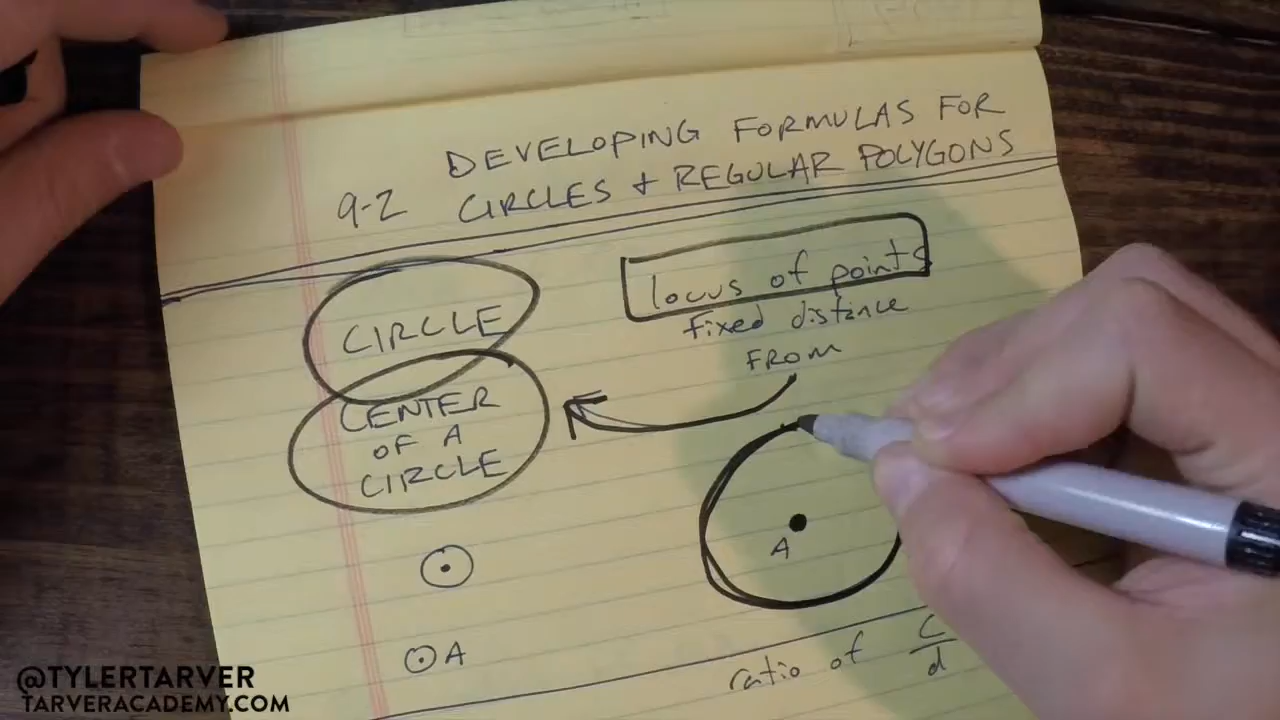 DEVELOPING FORMULAS FOR
9-2 CIRCLES + REGULAR POLYGONS
CIRCLE
locus of points
fixed distance
FROM
CENTER
OF A
CIRCLE
A
A
ratio of C/d
@TYLERTARVER
TARVERACADEMY.COM